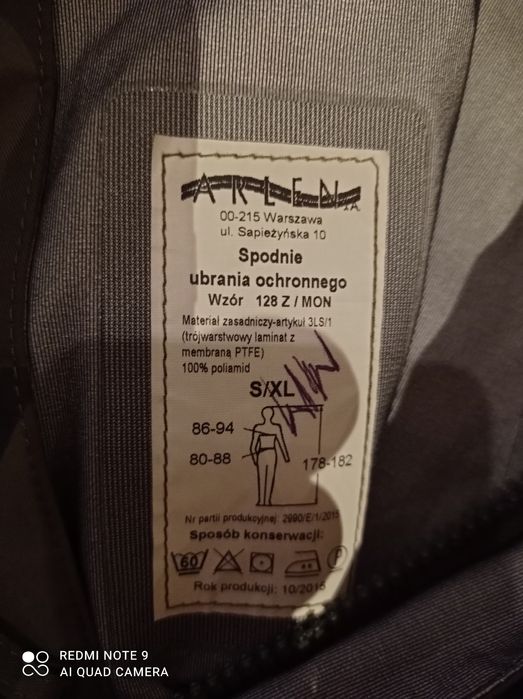 ARLEN S.A.
00-215 Warszawa
ul. Sapieżyńska 10
Spodnie
ubrania ochronnego
Wzór 128 Z / MON
Materiał zasadniczy-artykuł 3LS/1
(trójwarstwowy laminat z
membraną PTFE)
100% poliamid
S/XL
86-94
80-88
178-182
Nr partii produkcyjnej: 2990/E/1/2015
Sposób konserwacji:
60
P
Rok produkcji: 10/2015
REDMI NOTE 9
AI QUAD CAMERA